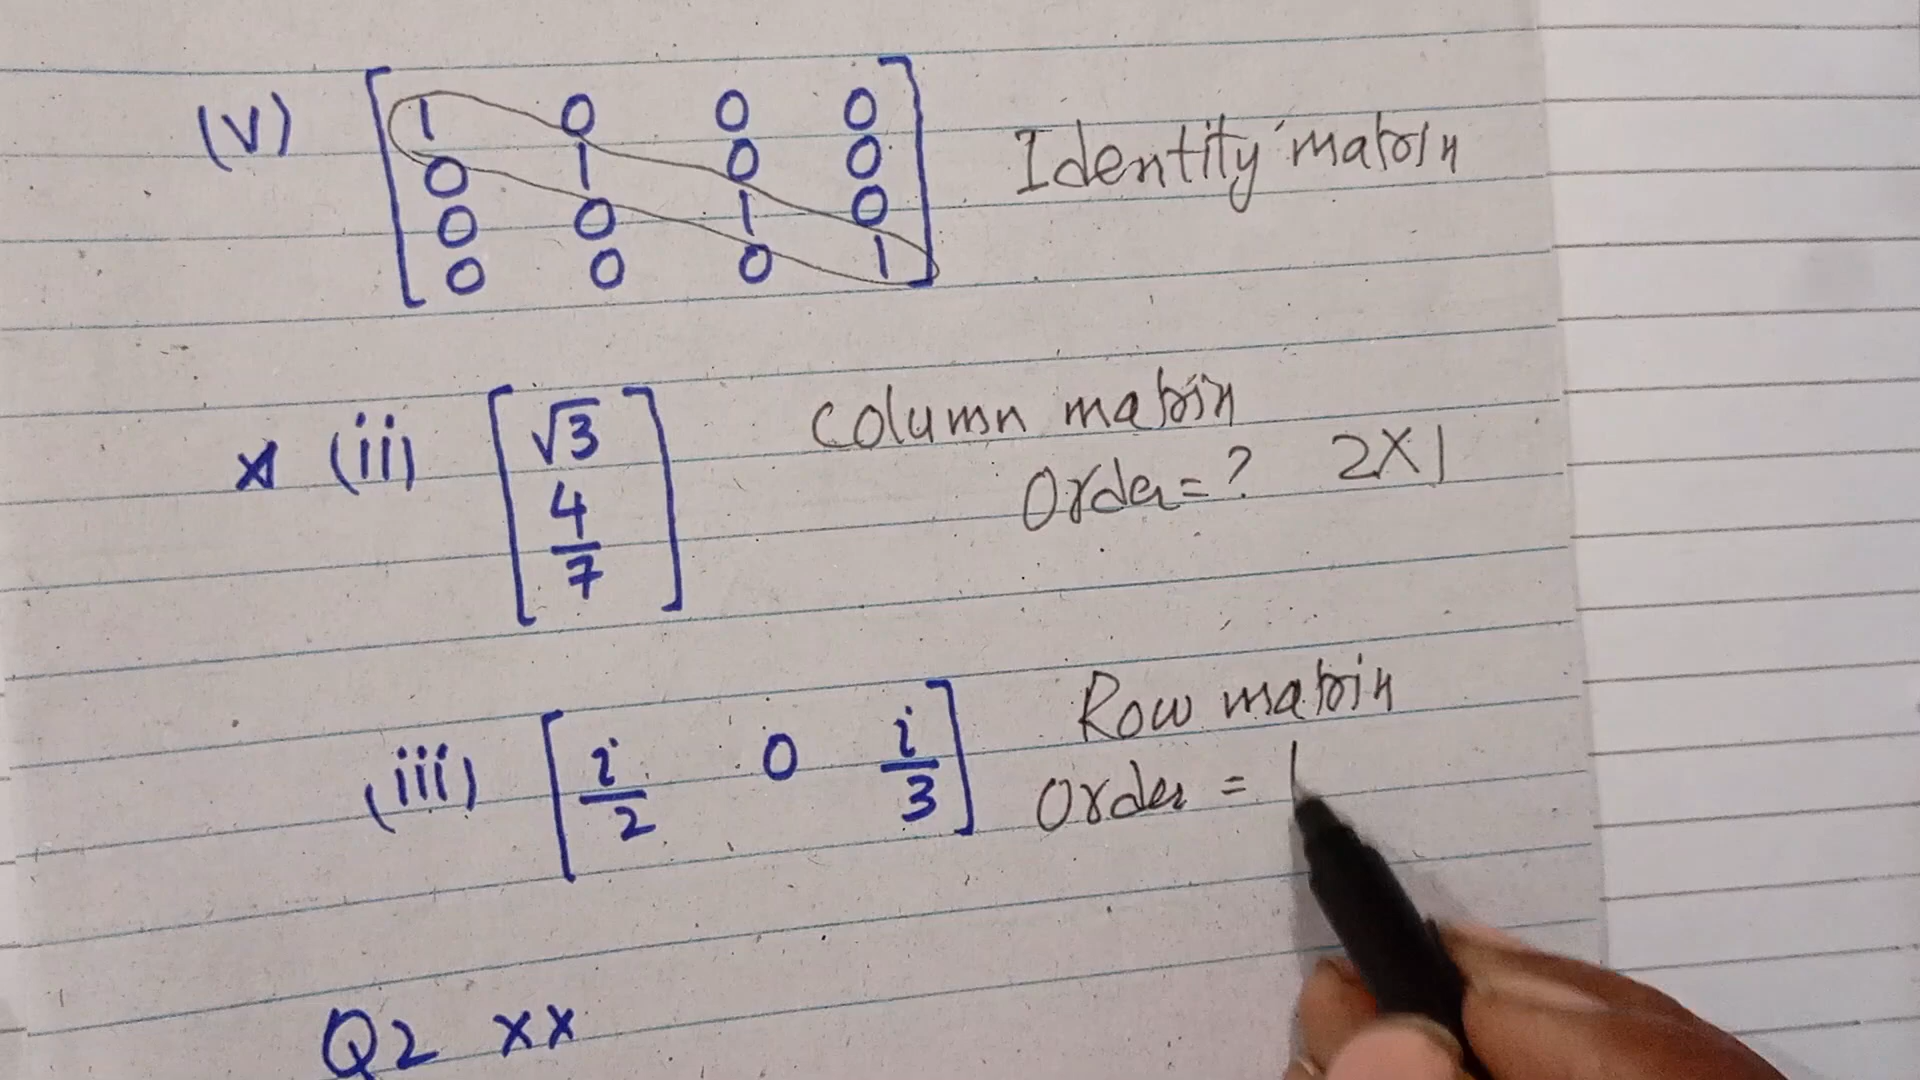 (V) [ 1 0 0 0 ] Identity matrix
0 1 0 0
0 0 1 0
0 0 0 1
(ii) [ √3 ] Column matrix
4/7 Order = ? 2X1
(iii) [ i/2 0 i/3 ] Row matrix
Order = 1
Q2 xx